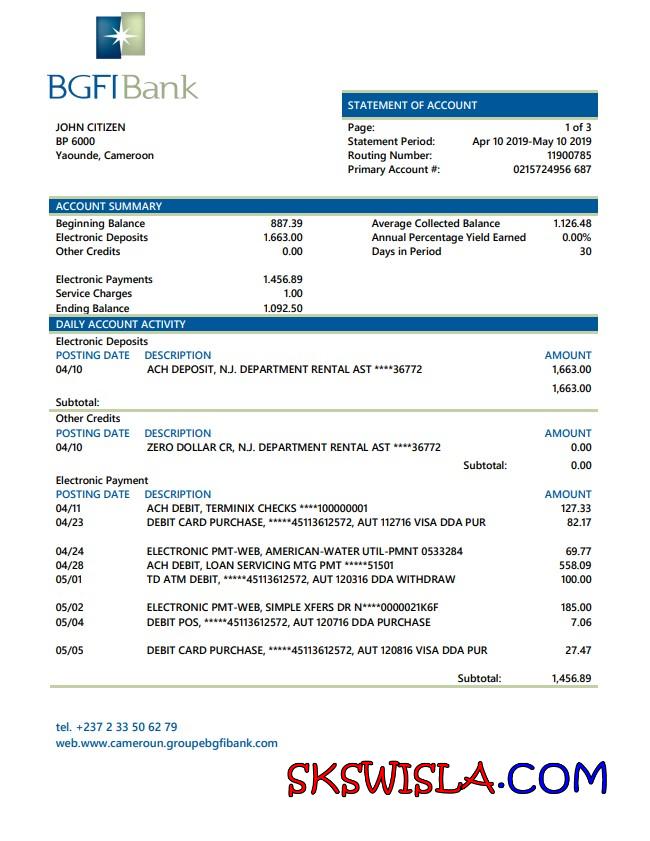 BGFIBank
STATEMENT OF ACCOUNT
JOHN CITIZEN
BP 6000
Yaounde, Cameroon
Page: 1 of 3
Statement Period: Apr 10 2019-May 10 2019
Routing Number: 11900785
Primary Account #: 0215724956 687
ACCOUNT SUMMARY
Beginning Balance 887.39 Average Collected Balance 1.126.48
Electronic Deposits 1.663.00 Annual Percentage Yield Earned 0.00%
Other Credits 0.00 Days in Period 30
Electronic Payments 1.456.89
Service Charges 1.00
Ending Balance 1.092.50
DAILY ACCOUNT ACTIVITY
Electronic Deposits
POSTING DATE DESCRIPTION AMOUNT
04/10 ACH DEPOSIT, N.J. DEPARTMENT RENTAL AST ****36772 1,663.00
1,663.00
Subtotal:
Other Credits
POSTING DATE DESCRIPTION AMOUNT
04/10 ZERO DOLLAR CR, N.J. DEPARTMENT RENTAL AST ****36772 0.00
Subtotal: 0.00
Electronic Payment
POSTING DATE DESCRIPTION AMOUNT
04/11 ACH DEBIT, TERMINIX CHECKS ****100000001 127.33
04/23 DEBIT CARD PURCHASE, *****45113612572, AUT 112716 VISA DDA PUR 82.17
04/24 ELECTRONIC PMT-WEB, AMERICAN-WATER UTIL-PMNT 0533284 69.77
04/28 ACH DEBIT, LOAN SERVICING MTG PMT *****51501 558.09
05/01 TD ATM DEBIT, *****45113612572, AUT 120316 DDA WITHDRAW 100.00
05/02 ELECTRONIC PMT-WEB, SIMPLE XFERS DR N****0000021K6F 185.00
05/04 DEBIT POS, *****45113612572, AUT 120716 DDA PURCHASE 7.06
05/05 DEBIT CARD PURCHASE, *****45113612572, AUT 120816 VISA DDA PUR 27.47
Subtotal: 1,456.89
tel. +237 2 33 50 62 79
web.www.cameroun.groupebgfibank.com
SKSWISLA.COM